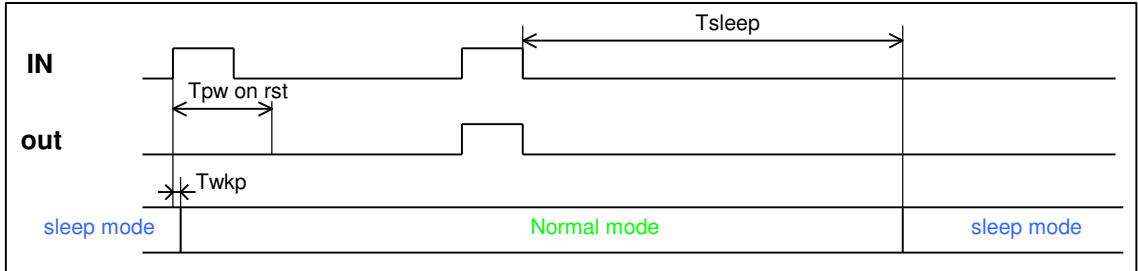 Tsleep
IN
Tpw on rst
out
Twkp
sleep mode Normal mode sleep mode